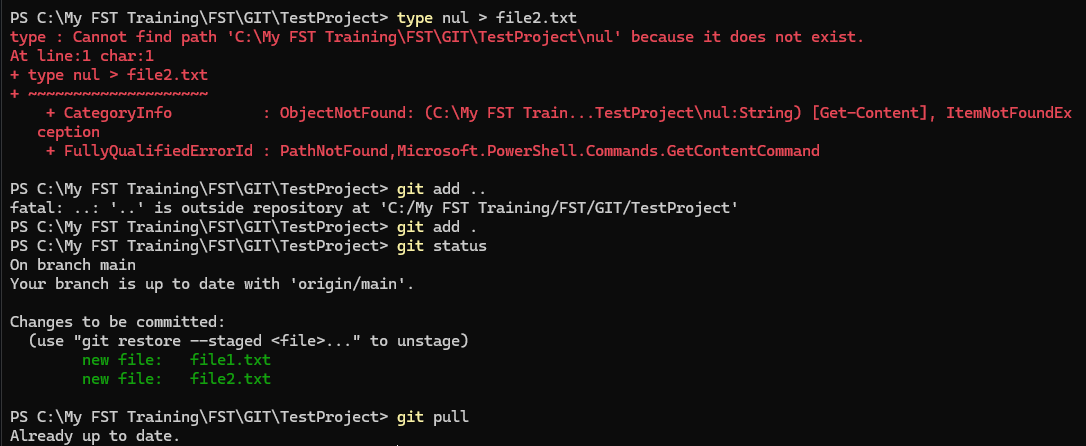 PS C:\My FST Training\FST\GIT\TestProject> type nul > file2.txt
type : Cannot find path 'C:\My FST Training\FST\GIT\TestProject\nul' because it does not exist.
At line:1 char:1
+ type nul > file2.txt
+ ~~~~~~~~~~~~~~~~~~~~
    + CategoryInfo          : ObjectNotFound: (C:\My FST Train...TestProject\nul:String) [Get-Content], ItemNotFoundEx
   ception
    + FullyQualifiedErrorId : PathNotFound,Microsoft.PowerShell.Commands.GetContentCommand
PS C:\My FST Training\FST\GIT\TestProject> git add ..
fatal: ..: '..' is outside repository at 'C:/My FST Training/FST/GIT/TestProject'
PS C:\My FST Training\FST\GIT\TestProject> git add .
PS C:\My FST Training\FST\GIT\TestProject> git status
On branch main
Your branch is up to date with 'origin/main'.
Changes to be committed:
  (use "git restore --staged <file>..." to unstage)
        new file:   file1.txt
        new file:   file2.txt
PS C:\My FST Training\FST\GIT\TestProject> git pull
Already up to date.